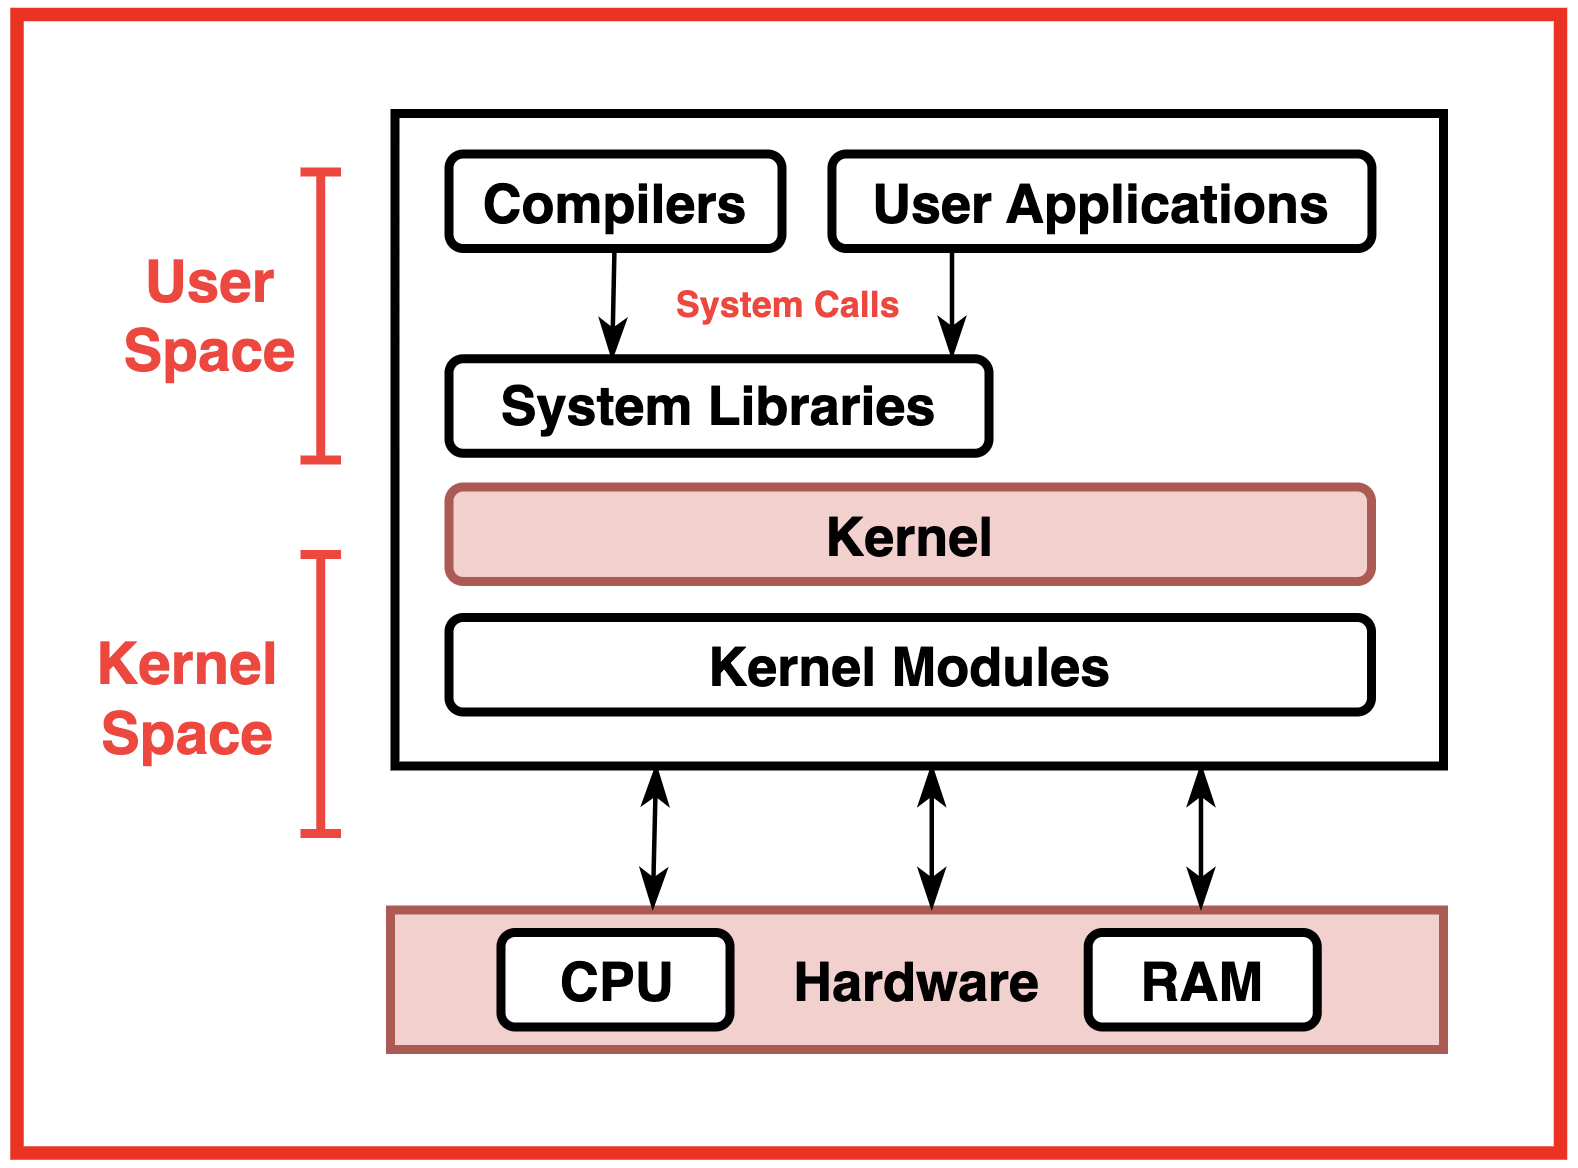 Compilers
User Applications
User
Space
System Calls
System Libraries
Kernel
Kernel
Space
Kernel Modules
CPU
Hardware
RAM